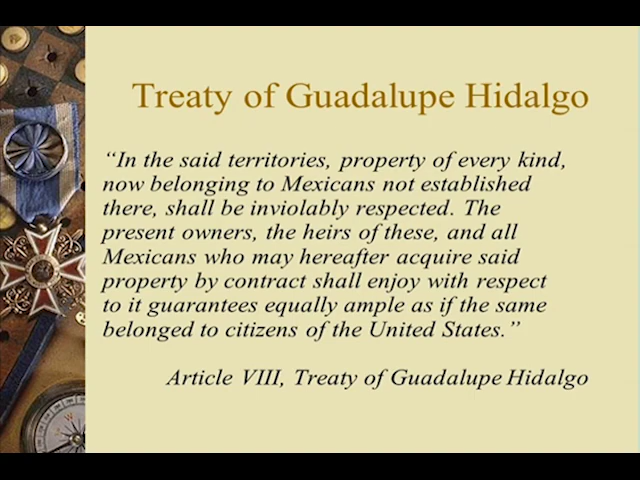 Treaty of Guadalupe Hidalgo
“In the said territories, property of every kind,
now belonging to Mexicans not established
there, shall be inviolably respected. The
present owners, the heirs of these, and all
Mexicans who may hereafter acquire said
property by contract shall enjoy with respect
to it guarantees equally ample as if the same
belonged to citizens of the United States.”
Article VIII, Treaty of Guadalupe Hidalgo